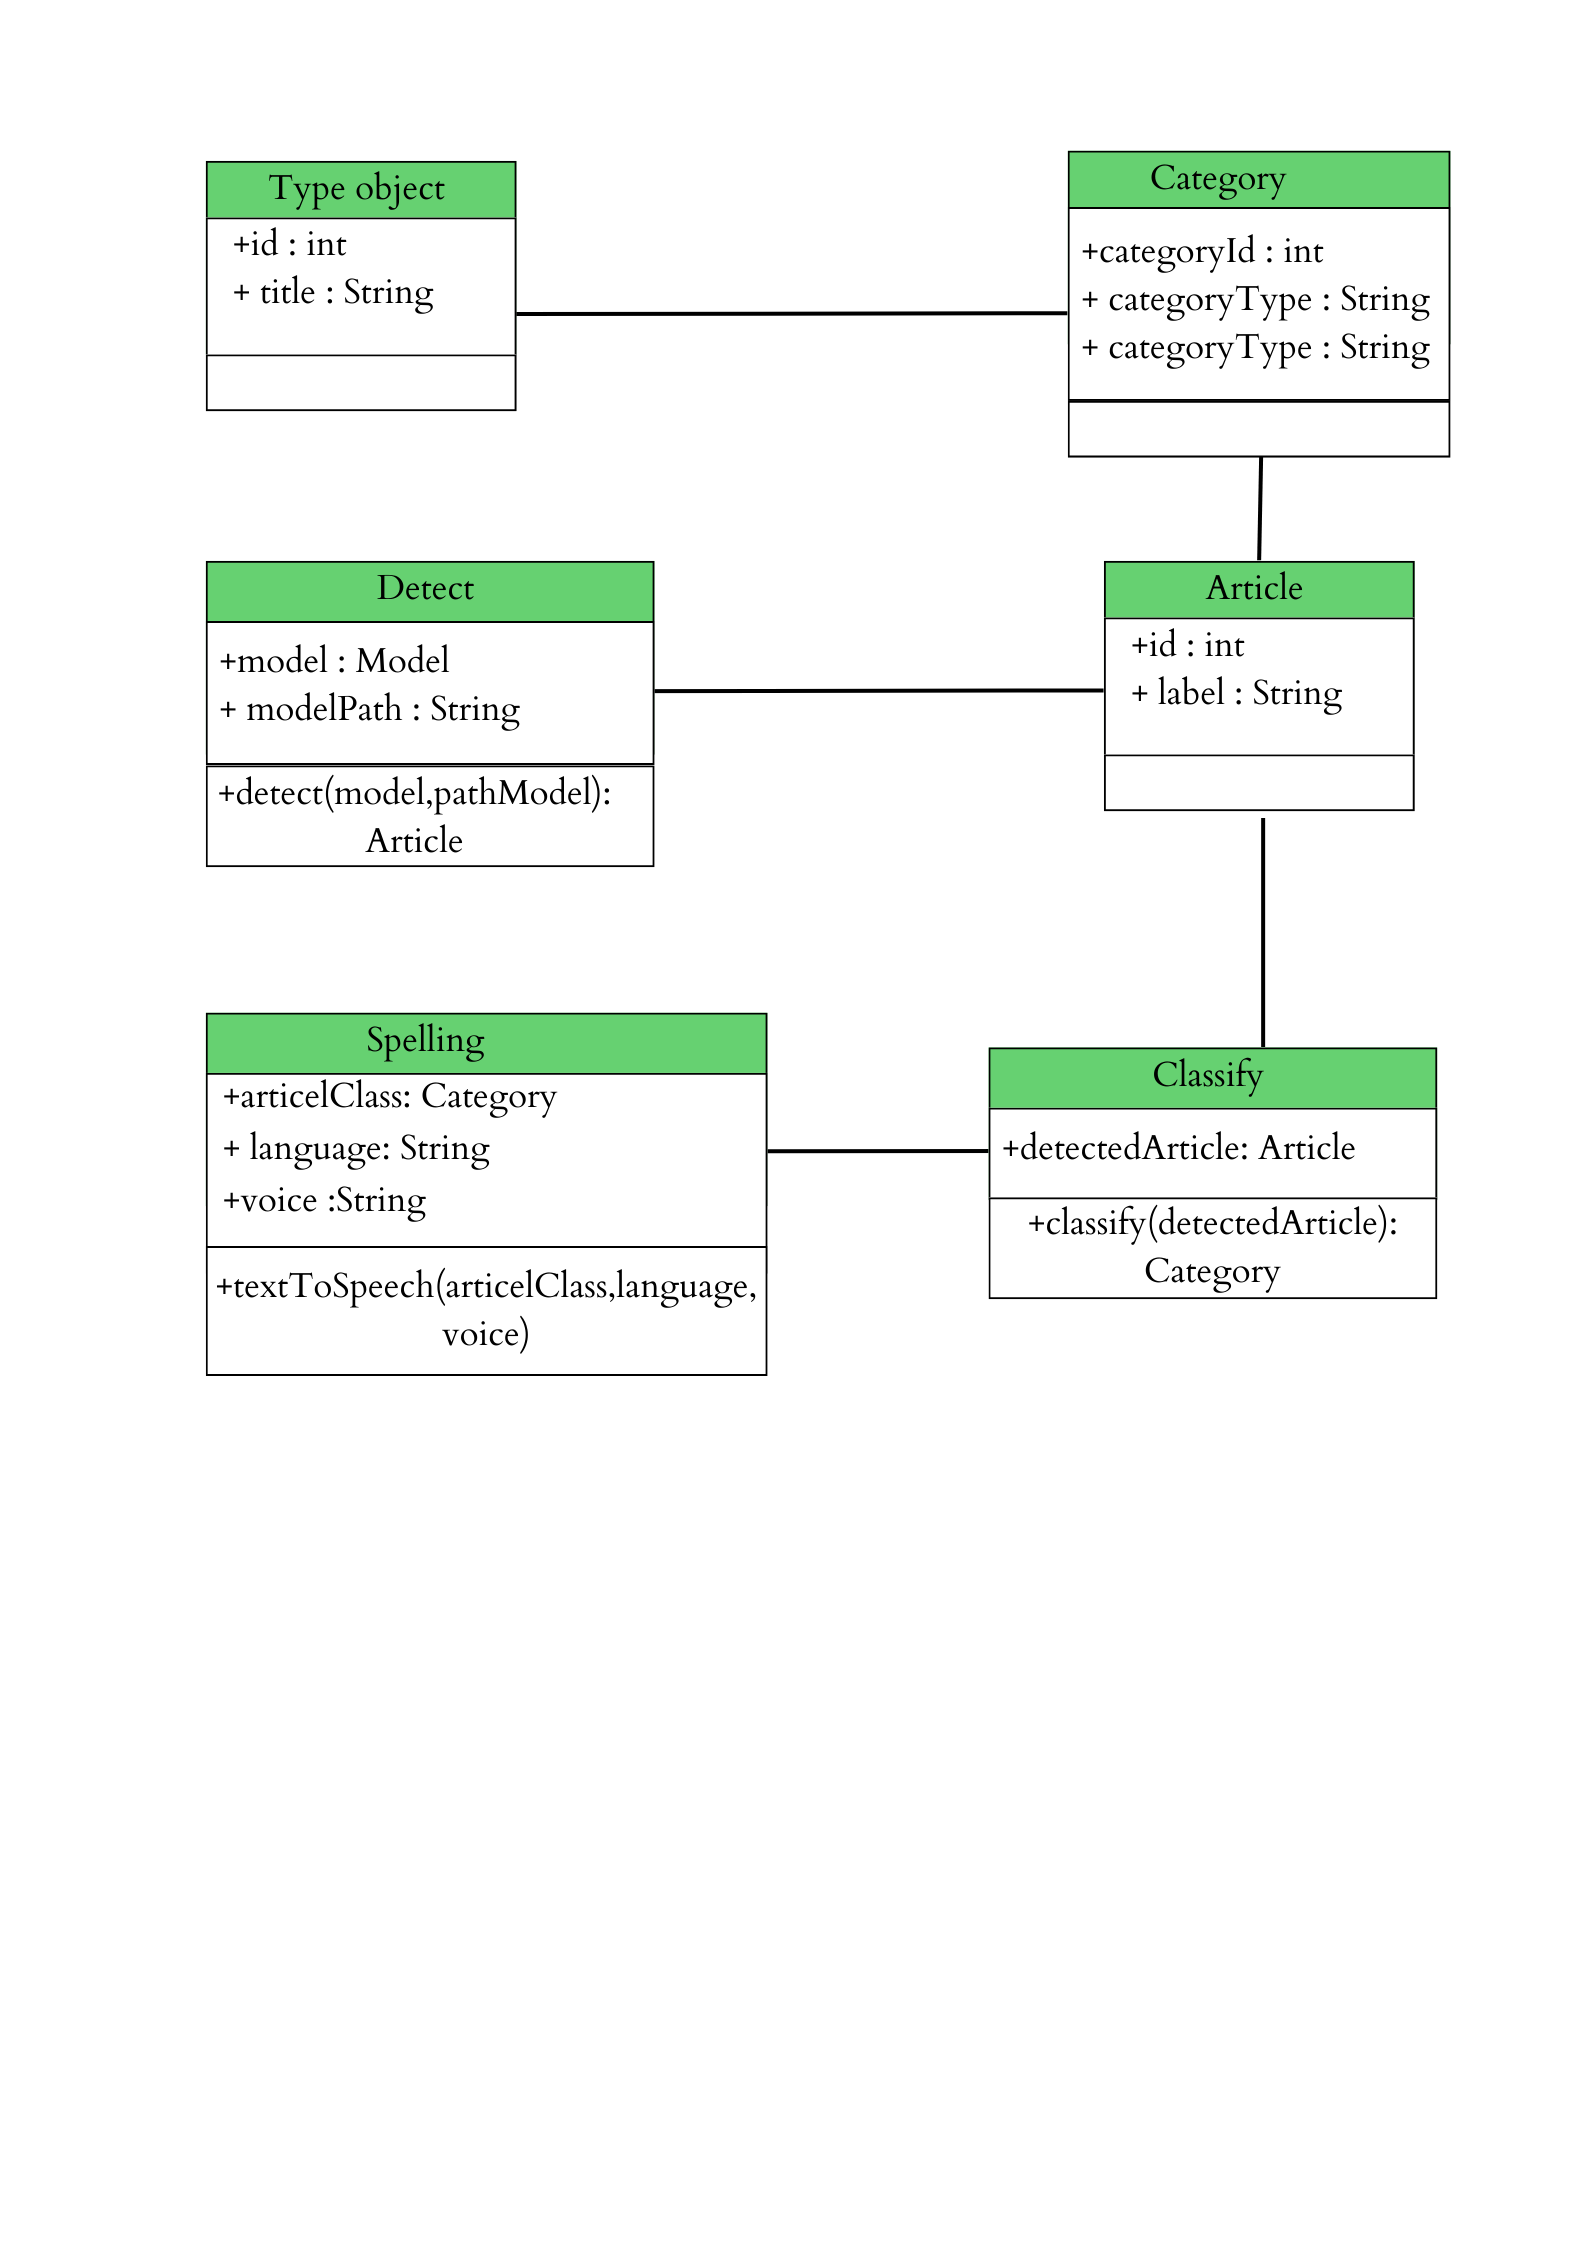 Type object
+id : int
+ title : String
Category
+categoryId : int
+ categoryType : String
+ categoryType : String
Detect
+model : Model
+ modelPath : String
+detect(model,pathModel):
Article
Article
+id : int
+ label : String
Spelling
+articelClass: Category
+ language: String
+voice :String
+textToSpeech(articelClass,language,
voice)
Classify
+detectedArticle: Article
+classify(detectedArticle):
Category